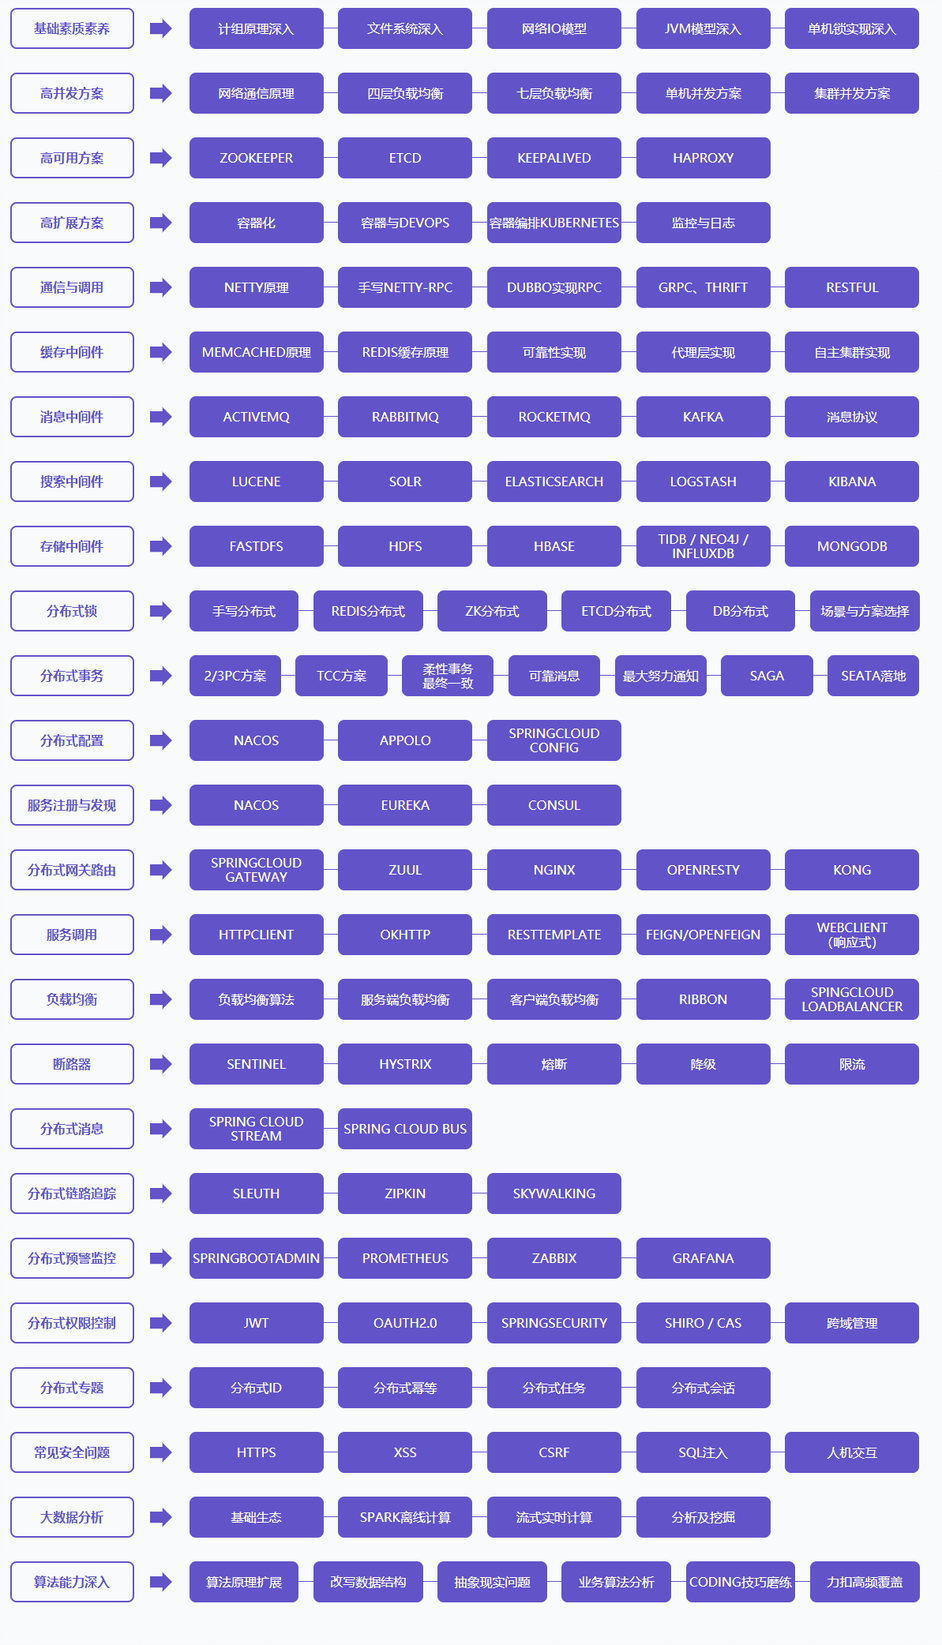 基础素质素养
计组原理深入
文件系统深入
网络IO模型
JVM模型深入
单机锁实现深入
高并发方案
网络通信原理
四层负载均衡
七层负载均衡
单机并发方案
集群并发方案
高可用方案
ZOOKEEPER
ETCD
KEEPALIVED
HAPROXY
高扩展方案
容器化
容器与DEVOPS
容器编排KUBERNETES
监控与日志
通信与调用
NETTY原理
手写NETTY-RPC
DUBBO实现RPC
GRPC、THRIFT
RESTFUL
缓存中间件
MEMCACHED原理
REDIS缓存原理
可靠性实现
代理层实现
自主集群实现
消息中间件
ACTIVEMQ
RABBITMQ
ROCKETMQ
KAFKA
消息协议
搜索中间件
LUCENE
SOLR
ELASTICSEARCH
LOGSTASH
KIBANA
存储中间件
FASTDFS
HDFS
HBASE
TIDB / NEO4J /
INFLUXDB
MONGODB
分布式锁
手写分布式
REDIS分布式
ZK分布式
ETCD分布式
DB分布式
场景与方案选择
分布式事务
2/3PC方案
TCC方案
柔性事务
最终一致
可靠消息
最大努力通知
SAGA
SEATA落地
分布式配置
NACOS
APPOLO
SPRINGCLOUD
CONFIG
服务注册与发现
NACOS
EUREKA
CONSUL
分布式网关路由
SPRINGCLOUD
GATEWAY
ZUUL
NGINX
OPENRESTY
KONG
服务调用
HTTPCLIENT
OKHTTP
RESTTEMPLATE
FEIGN/OPENFEIGN
WEBCLIENT
（响应式）
负载均衡
负载均衡算法
服务端负载均衡
客户端负载均衡
RIBBON
SPINGCLOUD
LOADBALANCER
断路器
SENTINEL
HYSTRIX
熔断
降级
限流
分布式消息
SPRING CLOUD
STREAM
SPRING CLOUD BUS
分布式链路追踪
SLEUTH
ZIPKIN
SKYWALKING
分布式预警监控
SPRINGBOOTADMIN
PROMETHEUS
ZABBIX
GRAFANA
分布式权限控制
JWT
OAUTH2.0
SPRINGSECURITY
SHIRO / CAS
跨域管理
分布式专题
分布式ID
分布式幂等
分布式任务
分布式会话
常见安全问题
HTTPS
XSS
CSRF
SQL注入
人机交互
大数据分析
基础生态
SPARK离线计算
流式实时计算
分析及挖掘
算法能力深入
算法原理扩展
改写数据结构
抽象现实问题
业务算法分析
CODING技巧磨练
力扣高频覆盖